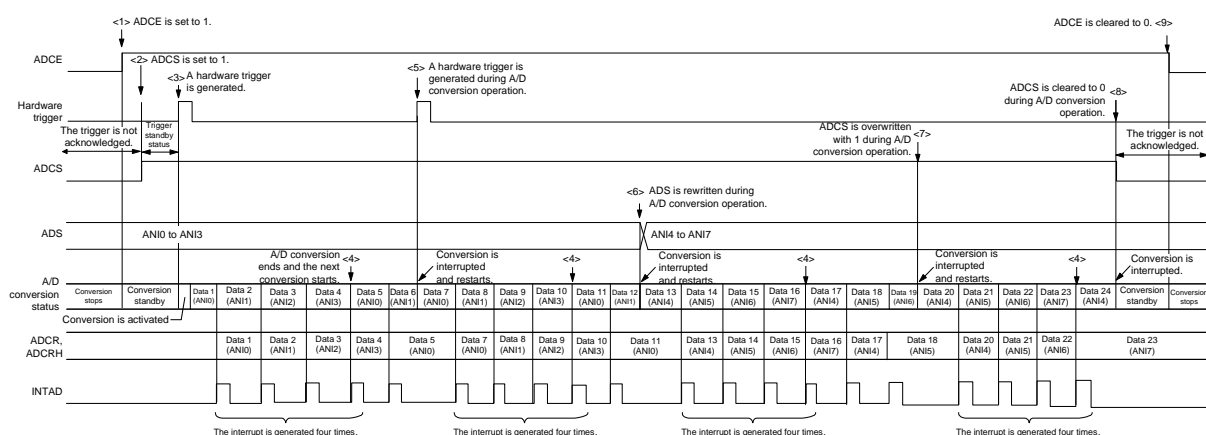 <1> ADCE is set to 1.
ADCE is cleared to 0. <9>
ADCE
<2> ADCS is set to 1.
<3> A hardware trigger
is generated.
<5> A hardware trigger is
generated during A/D
conversion operation.
ADCS is cleared to 0
during A/D conversion
operation.
<8>
Hardware
trigger
The trigger is not
acknowledged.
Trigger
standby
status
ADCS is overwritten
with 1 during A/D
conversion operation.
<7>
The trigger is not
acknowledged.
ADCS
<6> ADS is rewritten during
A/D conversion operation.
ADS
ANI0 to ANI3
ANI4 to ANI7
A/D conversion
ends and the next
conversion starts.
<4>
Conversion is
interrupted
and restarts.
<4>
Conversion is
interrupted
and restarts.
<4>
Conversion is
interrupted
and restarts.
<4>
Conversion is
interrupted.
A/D
conversion
status
Conversion
stops
Conversion
standby
Data 1
(ANI0)
Data 2
(ANI1)
Data 3
(ANI2)
Data 4
(ANI3)
Data 5
(ANI0)
Data 6
(ANI1)
Data 7
(ANI0)
Data 8
(ANI1)
Data 9
(ANI2)
Data 10
(ANI3)
Data 11
(ANI0)
Data 12
(ANI1)
Data 13
(ANI4)
Data 14
(ANI5)
Data 15
(ANI6)
Data 16
(ANI7)
Data 17
(ANI4)
Data 18
(ANI5)
Data 19
(ANI6)
Data 20
(ANI4)
Data 21
(ANI5)
Data 22
(ANI6)
Data 23
(ANI7)
Data 24
(ANI4)
Conversion
standby
Conversion
stops
Conversion is activated
ADCR,
ADCRH
Data 1
(ANI0)
Data 2
(ANI1)
Data 3
(ANI2)
Data 4
(ANI3)
Data 5
(ANI0)
Data 7
(ANI0)
Data 8
(ANI1)
Data 9
(ANI2)
Data 10
(ANI3)
Data 11
(ANI0)
Data 13
(ANI4)
Data 14
(ANI5)
Data 15
(ANI6)
Data 16
(ANI7)
Data 17
(ANI4)
Data 18
(ANI5)
Data 20
(ANI4)
Data 21
(ANI5)
Data 22
(ANI6)
Data 23
(ANI7)
INTAD
The interrupt is generated four times.
The interrupt is generated four times.
The interrupt is generated four times.
The interrupt is generated four times.